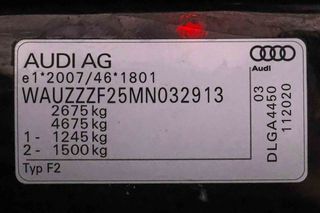 AUDI AG
Audi
e1*2007/46*1801
WAUZZZF25MN032913
2675 kg
4675 kg
1- 1245 kg
2- 1500 kg
Typ F2
03
DLGA4450
112020